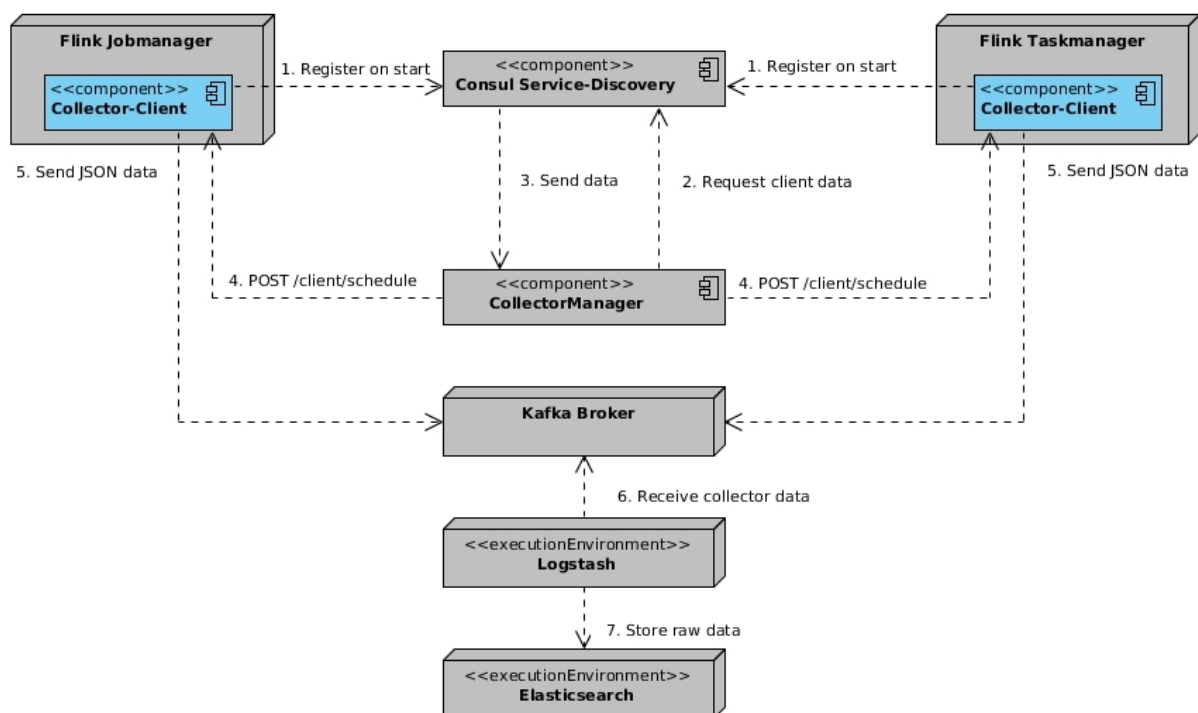 Flink Jobmanager
<<component>>
Collector-Client
1. Register on start
<<component>>
Consul Service-Discovery
1. Register on start
Flink Taskmanager
<<component>>
Collector-Client
5. Send JSON data
3. Send data
2. Request client data
5. Send JSON data
4. POST /client/schedule
<<component>>
CollectorManager
4. POST /client/schedule
Kafka Broker
6. Receive collector data
<<executionEnvironment>>
Logstash
7. Store raw data
<<executionEnvironment>>
Elasticsearch